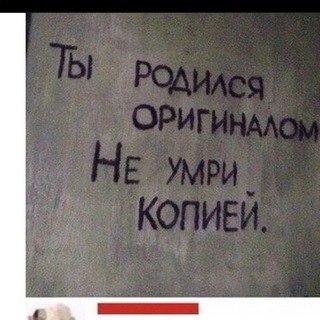 Ты родился
оригиналом
Не умри
копией.